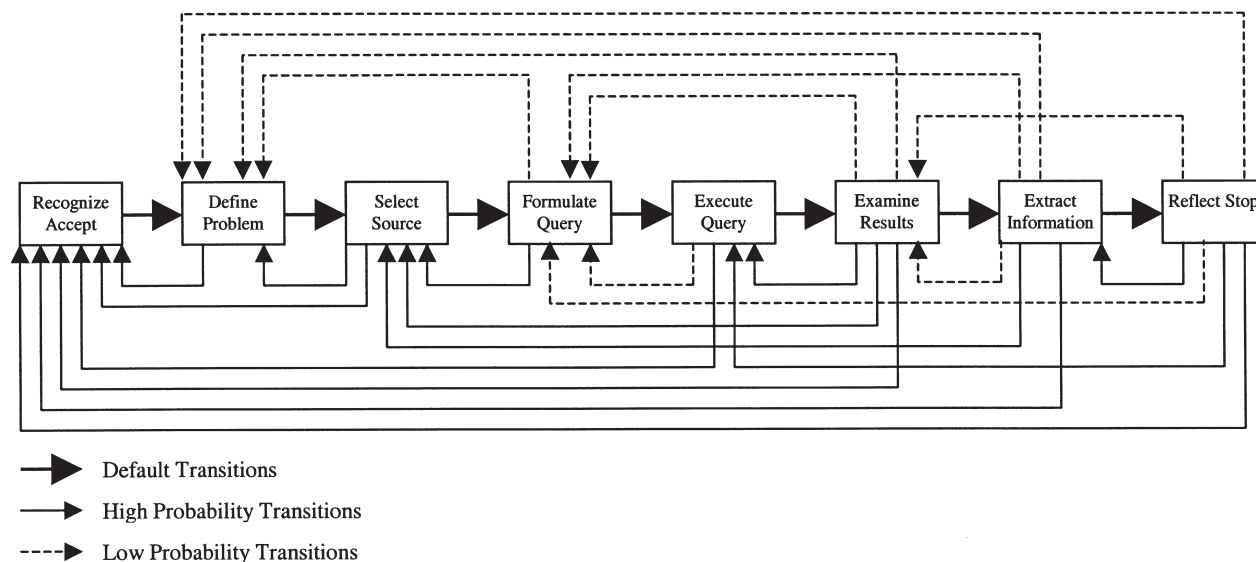 Recognize
Accept
Define
Problem
Select
Source
Formulate
Query
Execute
Query
Examine
Results
Extract
Information
Reflect Stop
Default Transitions
High Probability Transitions
Low Probability Transitions